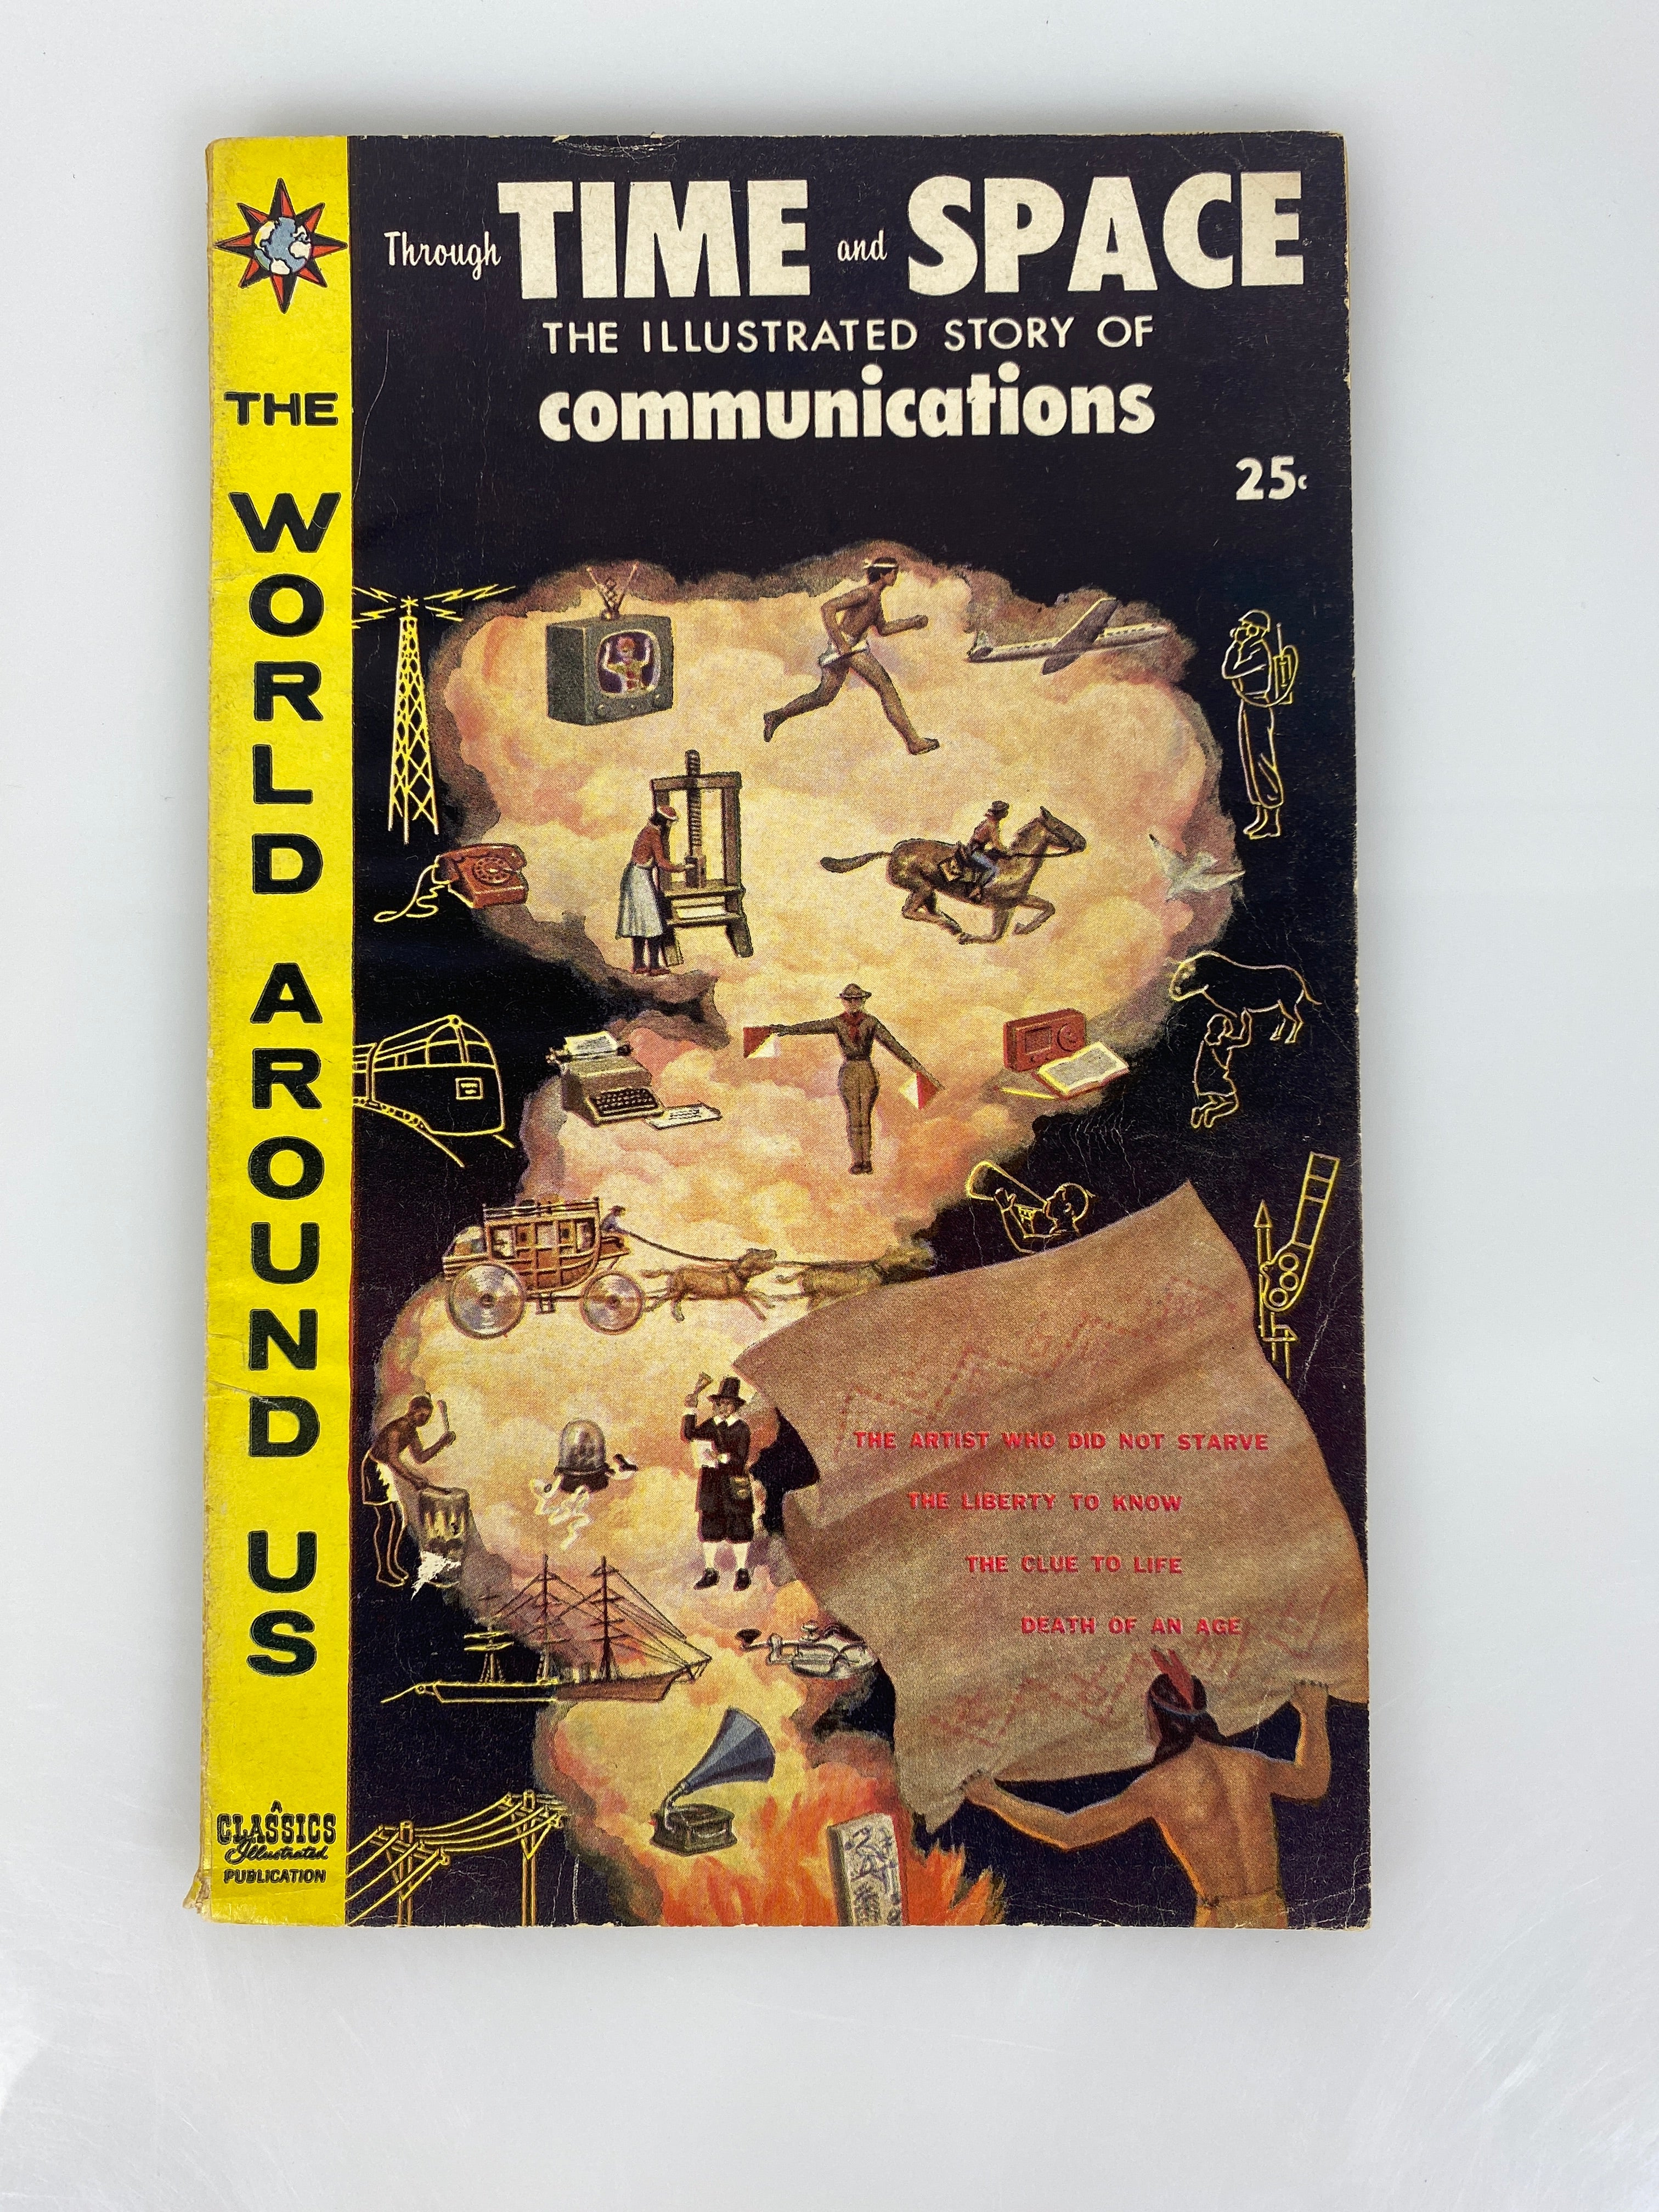 Through TIME and SPACE
THE ILLUSTRATED STORY OF
communications
25¢
THE
WORLD
AROUND
US
THE ARTIST WHO DID NOT STARVE
THE LIBERTY TO KNOW
THE CLUE TO LIFE
DEATH OF AN AGE
A
CLASSICS
Illustrated
PUBLICATION